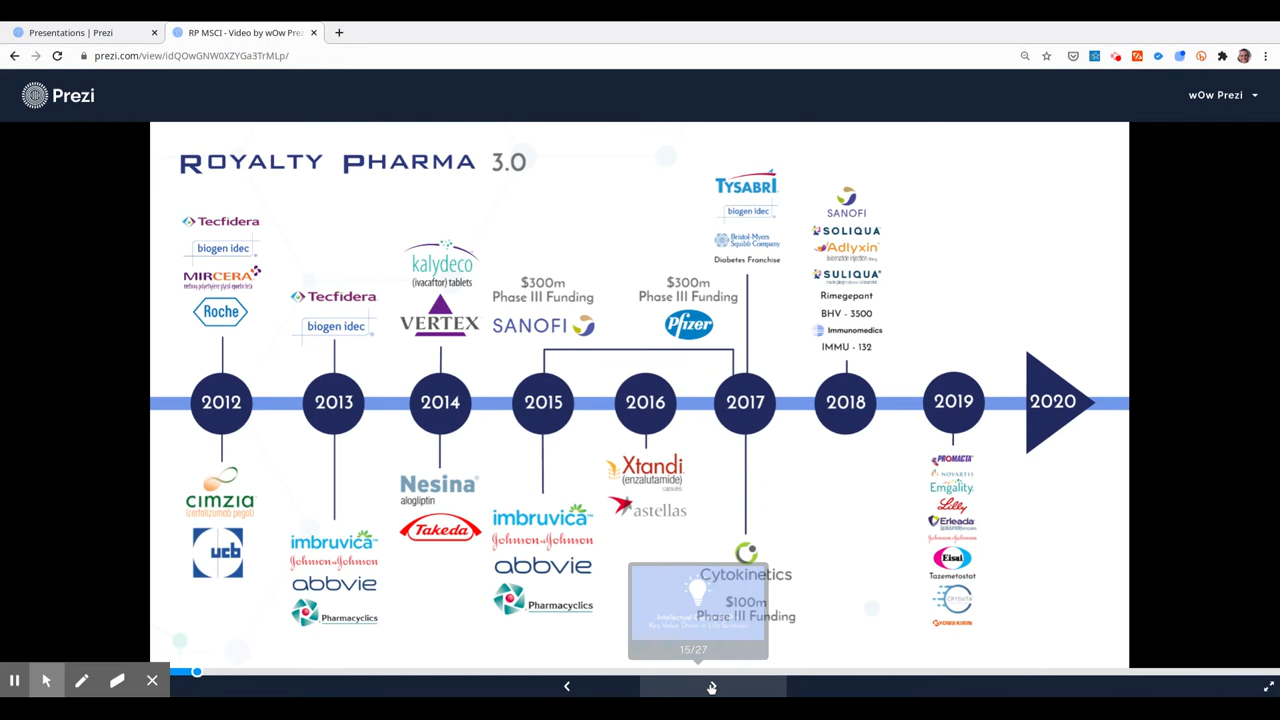 Presentations | Prezi
RP MSCI - Video by wOw Prez
prezi.com/view/idQOwGNW0XZYGa3TrMLp/
Prezi
wOw Prezi
ROYALTY PHARMA 3.0
Tecfidera
biogen idec
MIRCERA
Roche
Tecfidera
biogen idec
kalydeco
(ivacaftor) tablets
VERTEX
$300m
Phase III Funding
SANOFI
$300m
Phase III Funding
Pfizer
TYSABRI
biogen idec
Bristol-Myers
Squibb Company
Diabetes Franchise
SANOFI
SOLIQUA
Adlyxin
SULIQUA
Rimegepant
BHV - 3500
Immunomedics
IMMU - 132
2012
2013
2014
2015
2016
2017
2018
2019
2020
cimzia
(certolizumab pegol)
ucb
imbruvica
Johnson & Johnson
abbvie
Pharmacyclics
Nesina
alogliptin
Takeda
imbruvica
Johnson & Johnson
abbvie
Pharmacyclics
Xtandi
(enzalutamide)
capsules
astellas
Cytokinetics
$100m
Phase III Funding
PROMACTA
NOVARTIS
Emgality
Lilly
Erleada
Johnson & Johnson
Eisai
Tazemetostat
CRYSVITA
KYOWA KIRIN
15/27